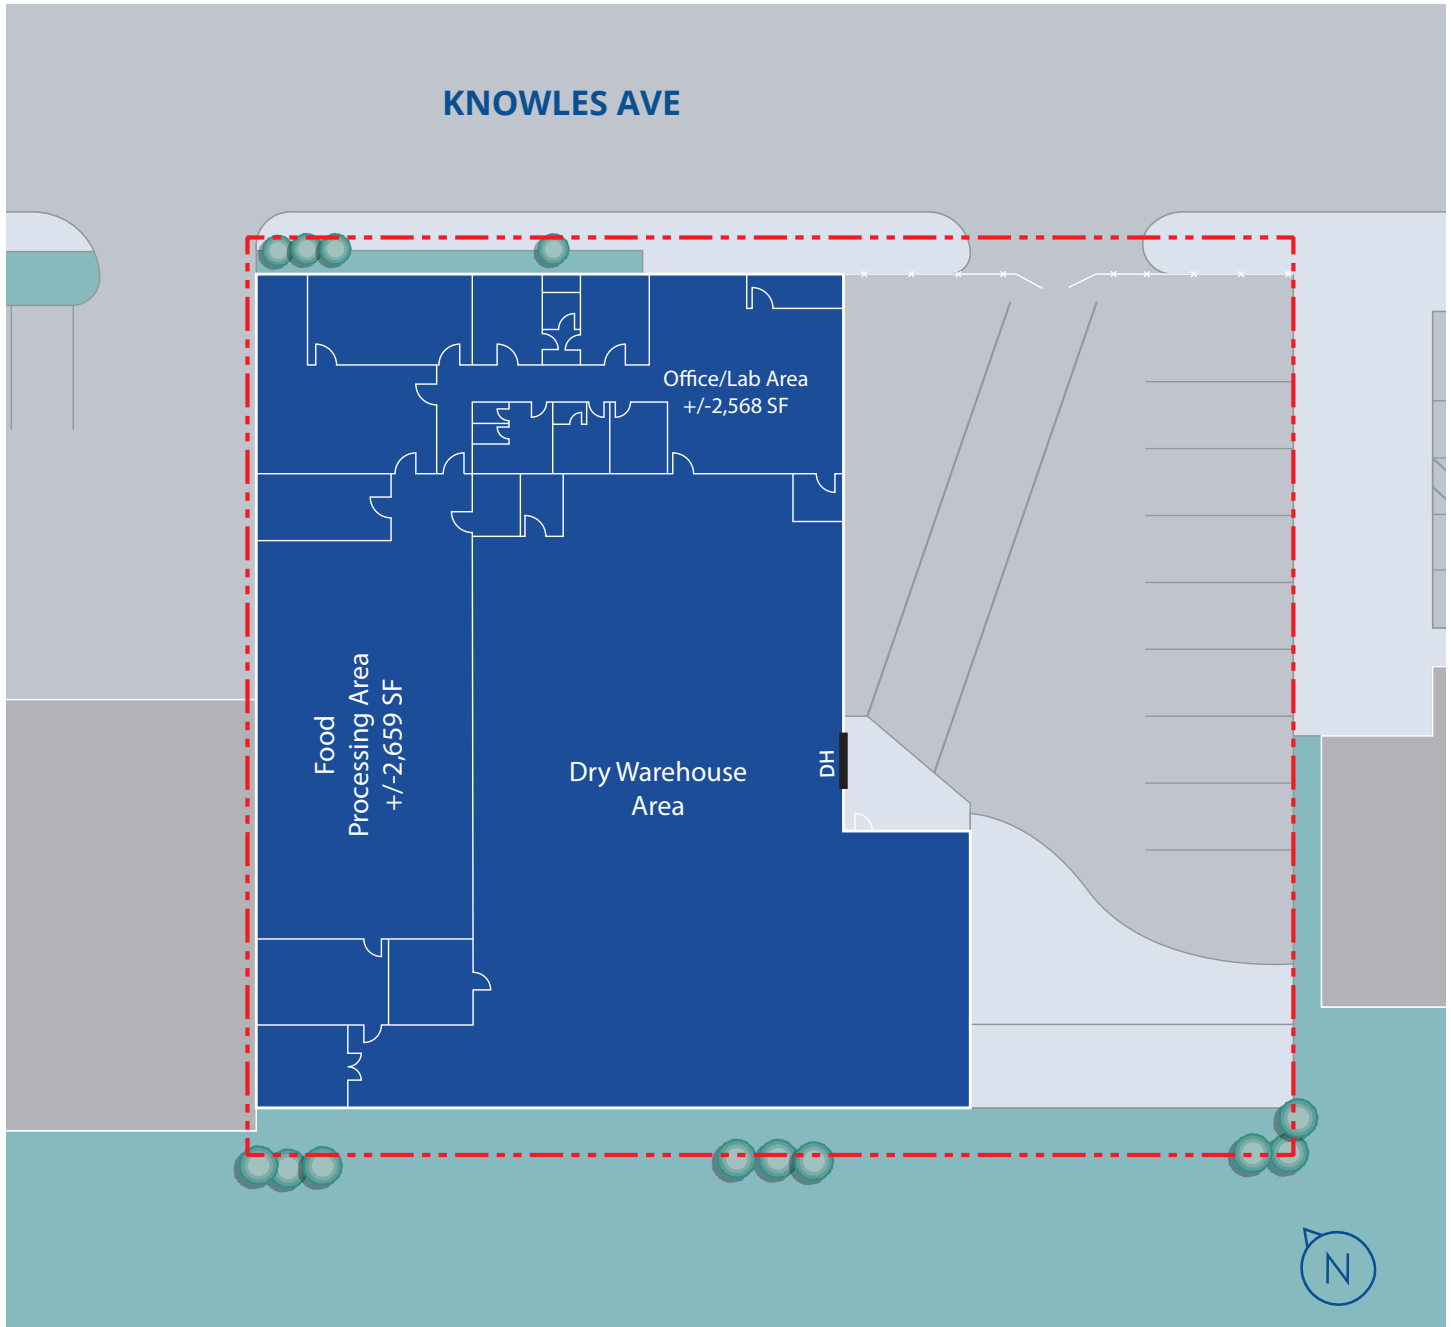 KNOWLES AVE
Office/Lab Area
+/-2,568 SF
Food
Processing Area
+/-2,659 SF
Dry Warehouse
Area
DH
N